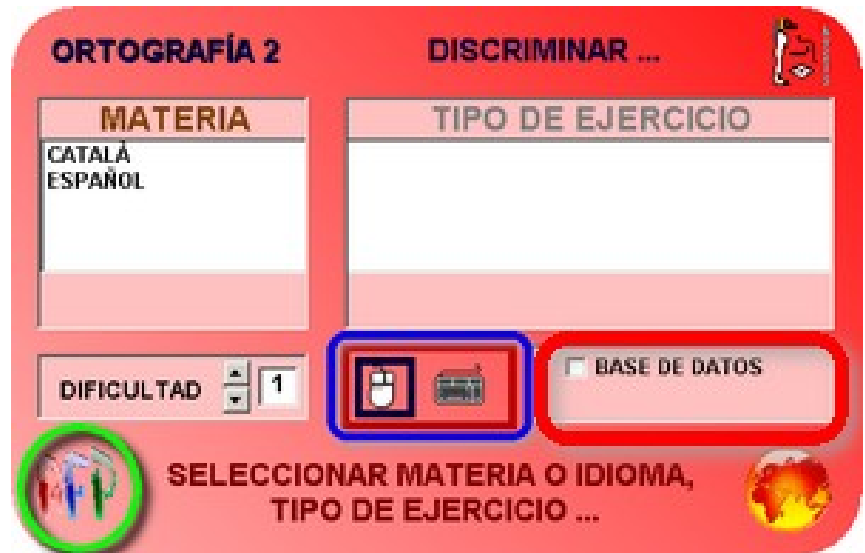 ORTOGRAFÍA 2
DISCRIMINAR ...
MATERIA
TIPO DE EJERCICIO
CATALÀ
ESPAÑOL
DIFICULTAD
1
BASE DE DATOS
SELECCIONAR MATERIA O IDIOMA,
TIPO DE EJERCICIO ...